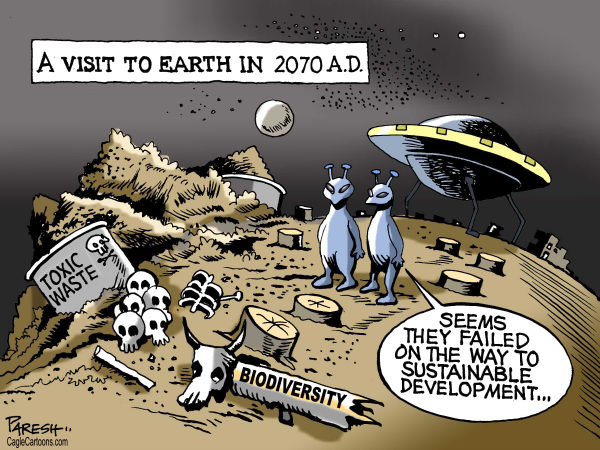 A VISIT TO EARTH IN 2070 A.D.
TOXIC
WASTE
BIODIVERSITY
SEEMS
THEY FAILED
ON THE WAY TO
SUSTAINABLE
DEVELOPMENT...
PARESH..
CagleCartoons.com